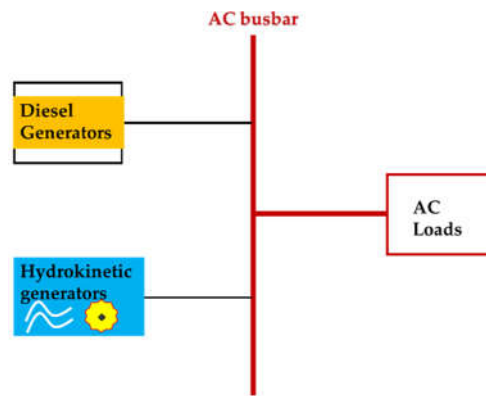 AC busbar
Diesel
Generators
AC
Loads
Hydrokinetic
generators